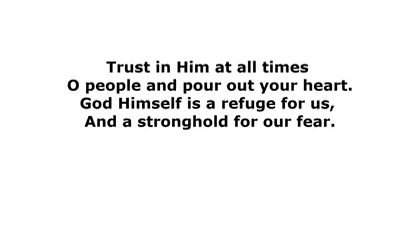 Trust in Him at all times
O people and pour out your heart.
God Himself is a refuge for us,
And a stronghold for our fear.